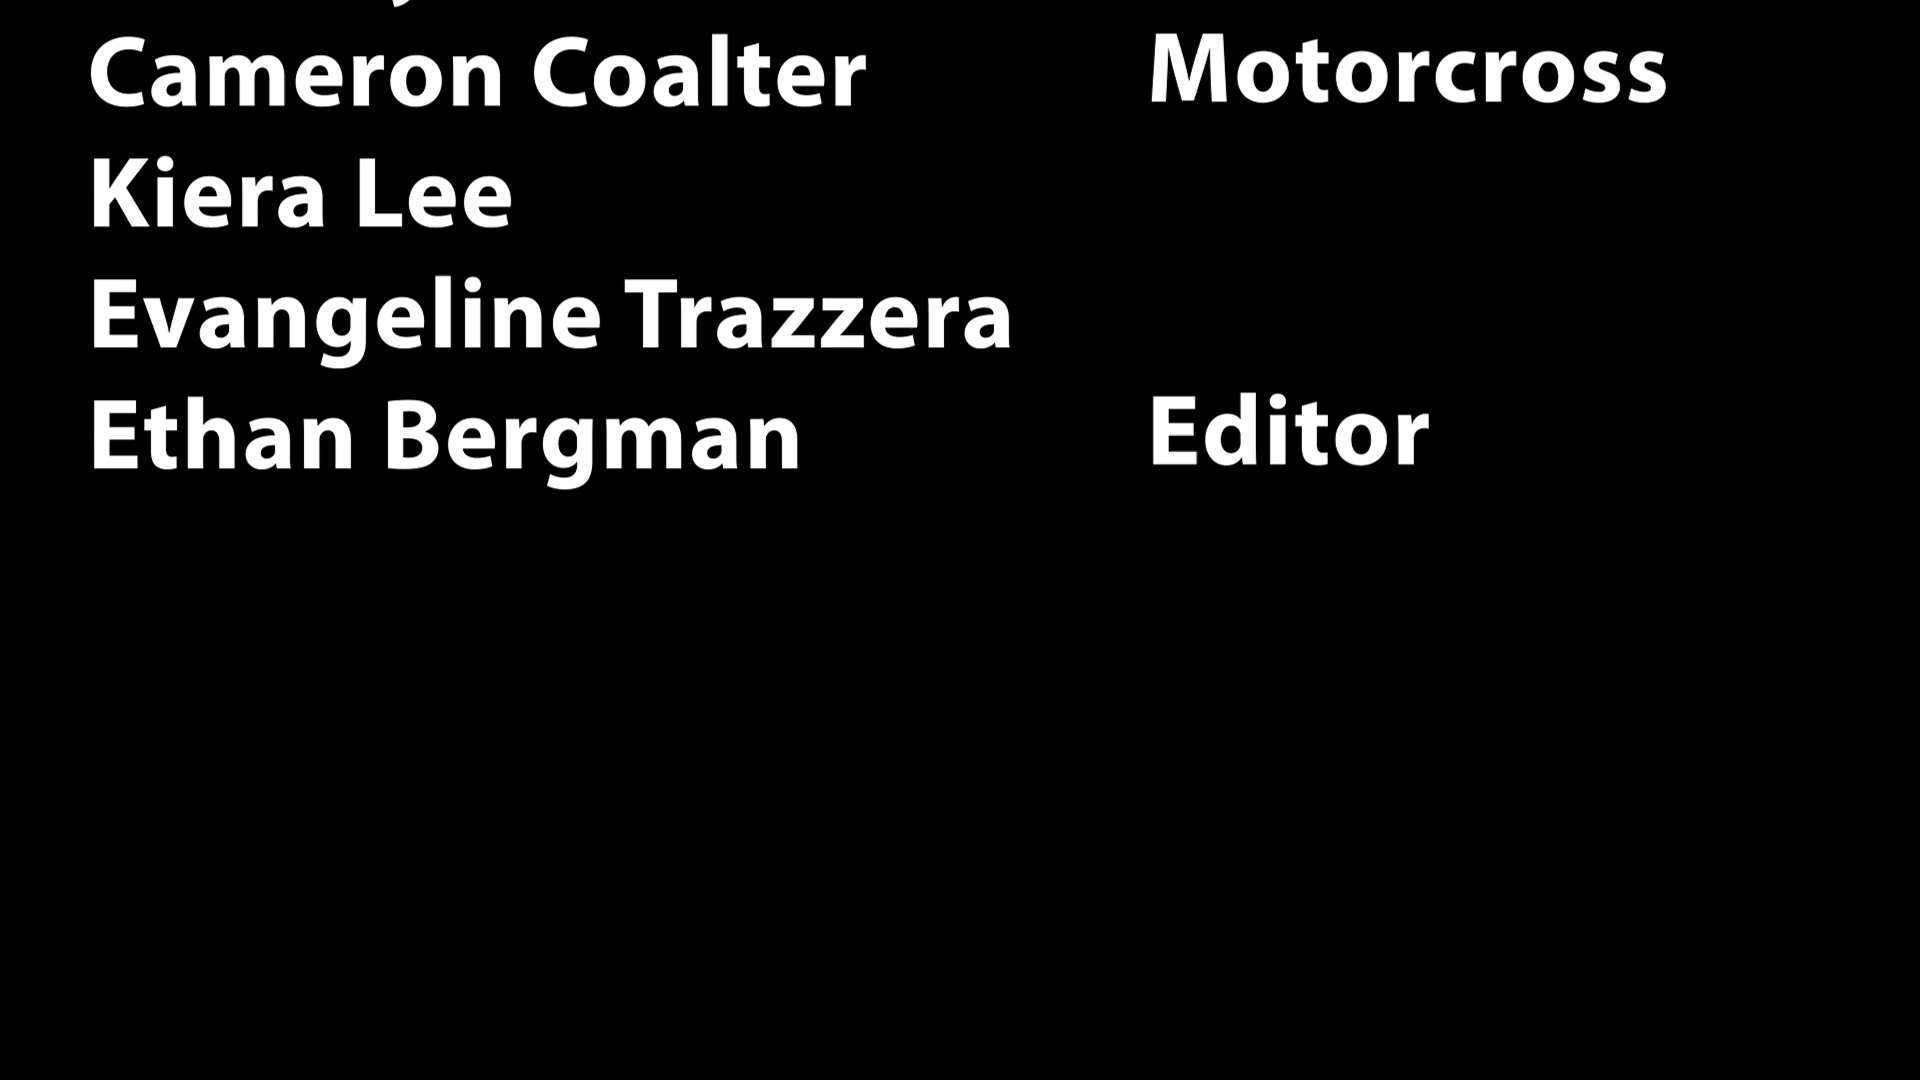 Cameron Coalter Motorcross
Kiera Lee
Evangeline Trazzera
Ethan Bergman Editor